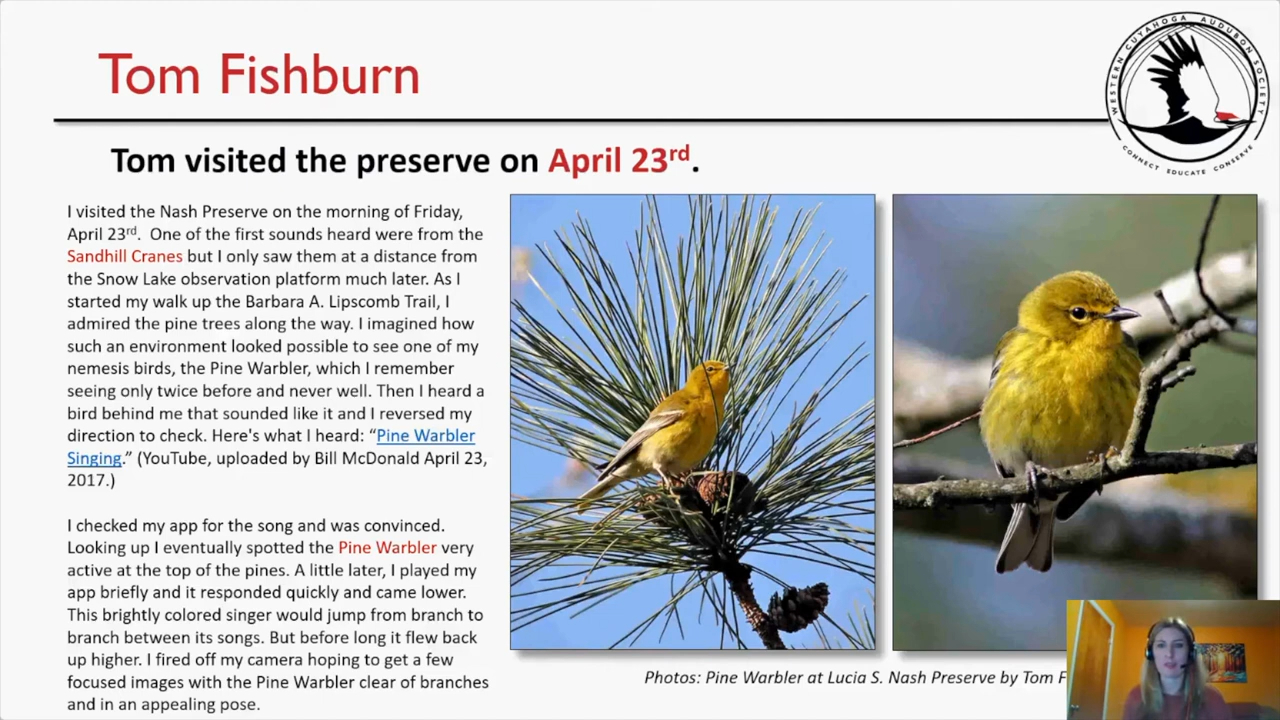 Tom Fishburn
WESTERN CUYAHOGA AUDUBON SOCIETY
CONNECT EDUCATE CONSERVE
Tom visited the preserve on April 23rd.
I visited the Nash Preserve on the morning of Friday,
April 23rd. One of the first sounds heard were from the
Sandhill Cranes but I only saw them at a distance from
the Snow Lake observation platform much later. As I
started my walk up the Barbara A. Lipscomb Trail, I
admired the pine trees along the way. I imagined how
such an environment looked possible to see one of my
nemesis birds, the Pine Warbler, which I remember
seeing only twice before and never well. Then I heard a
bird behind me that sounded like it and I reversed my
direction to check. Here's what I heard: “Pine Warbler
Singing.” (YouTube, uploaded by Bill McDonald April 23,
2017.)
I checked my app for the song and was convinced.
Looking up I eventually spotted the Pine Warbler very
active at the top of the pines. A little later, I played my
app briefly and it responded quickly and came lower.
This brightly colored singer would jump from branch to
branch between its songs. But before long it flew back
up higher. I fired off my camera hoping to get a few
focused images with the Pine Warbler clear of branches
and in an appealing pose.
Photos: Pine Warbler at Lucia S. Nash Preserve by Tom